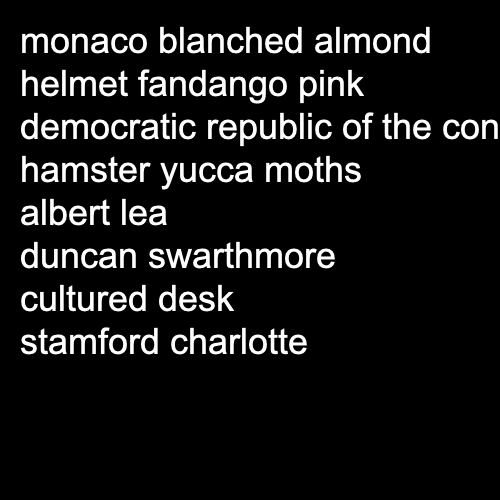 monaco blanched almond
helmet fandango pink
democratic republic of the con
hamster yucca moths
albert lea
duncan swarthmore
cultured desk
stamford charlotte